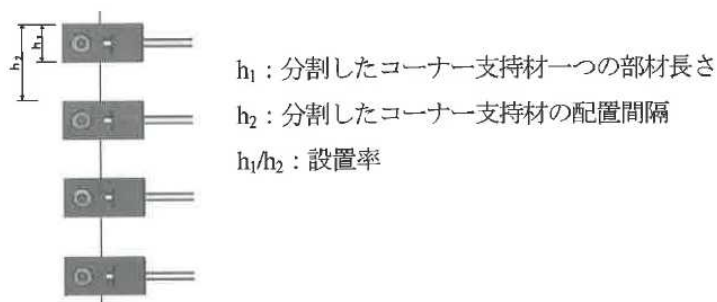 h₁
h₂
h₁：分割したコーナー支持材一つの部材長さ
h₂：分割したコーナー支持材の配置間隔
h₁/h₂：設置率